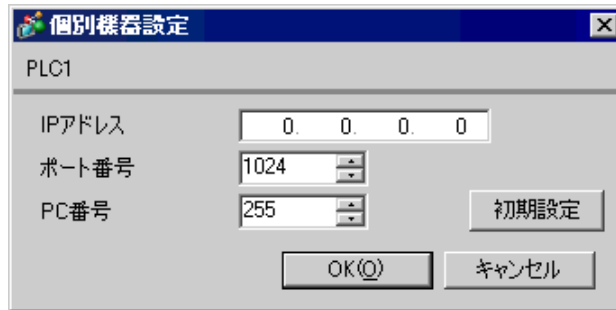 個別機器設定
PLC1
IPアドレス 0. 0. 0. 0
ポート番号 1024
PC番号 255 初期設定
OK(O) キャンセル